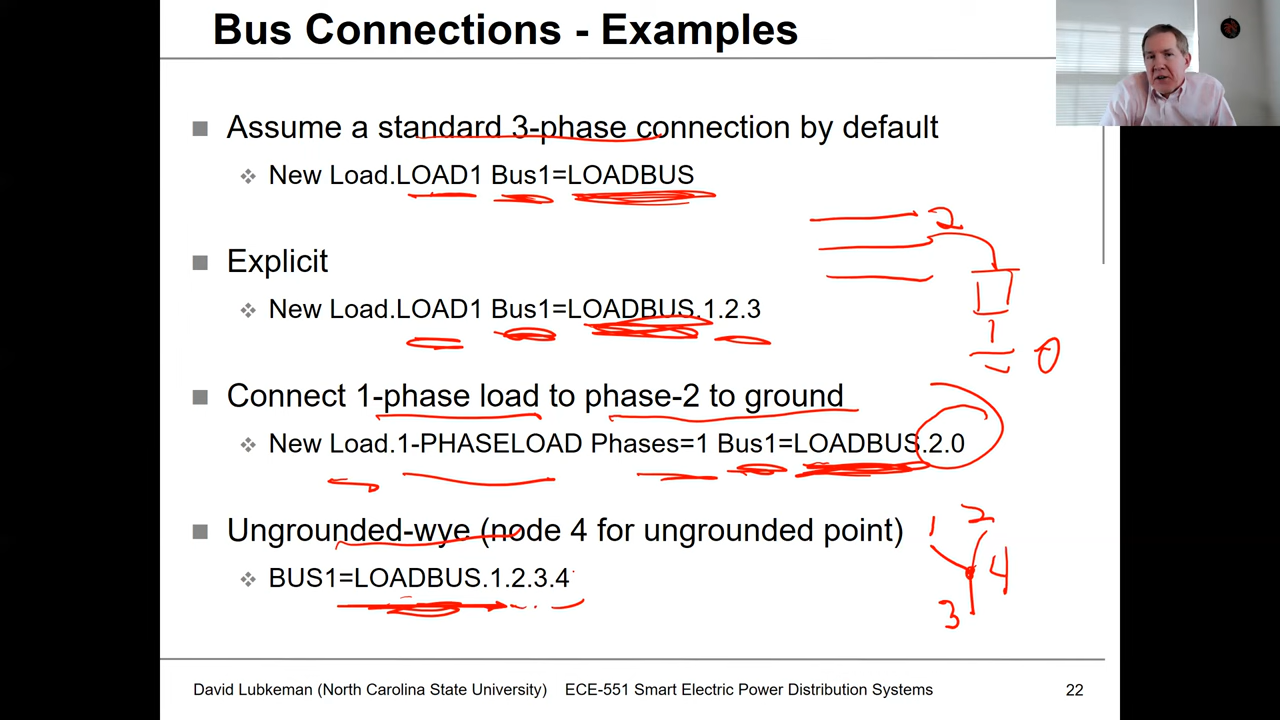 Bus Connections - Examples
Assume a standard 3-phase connection by default
New Load.LOAD1 Bus1=LOADBUS
2
Explicit
New Load.LOAD1 Bus1=LOADBUS.1.2.3
0
Connect 1-phase load to phase-2 to ground
New Load.1-PHASELOAD Phases=1 Bus1=LOADBUS.2.0
Ungrounded-wye (node 4 for ungrounded point)
1 2
4
BUS1=LOADBUS.1.2.3.4
3
David Lubkeman (North Carolina State University) ECE-551 Smart Electric Power Distribution Systems 22